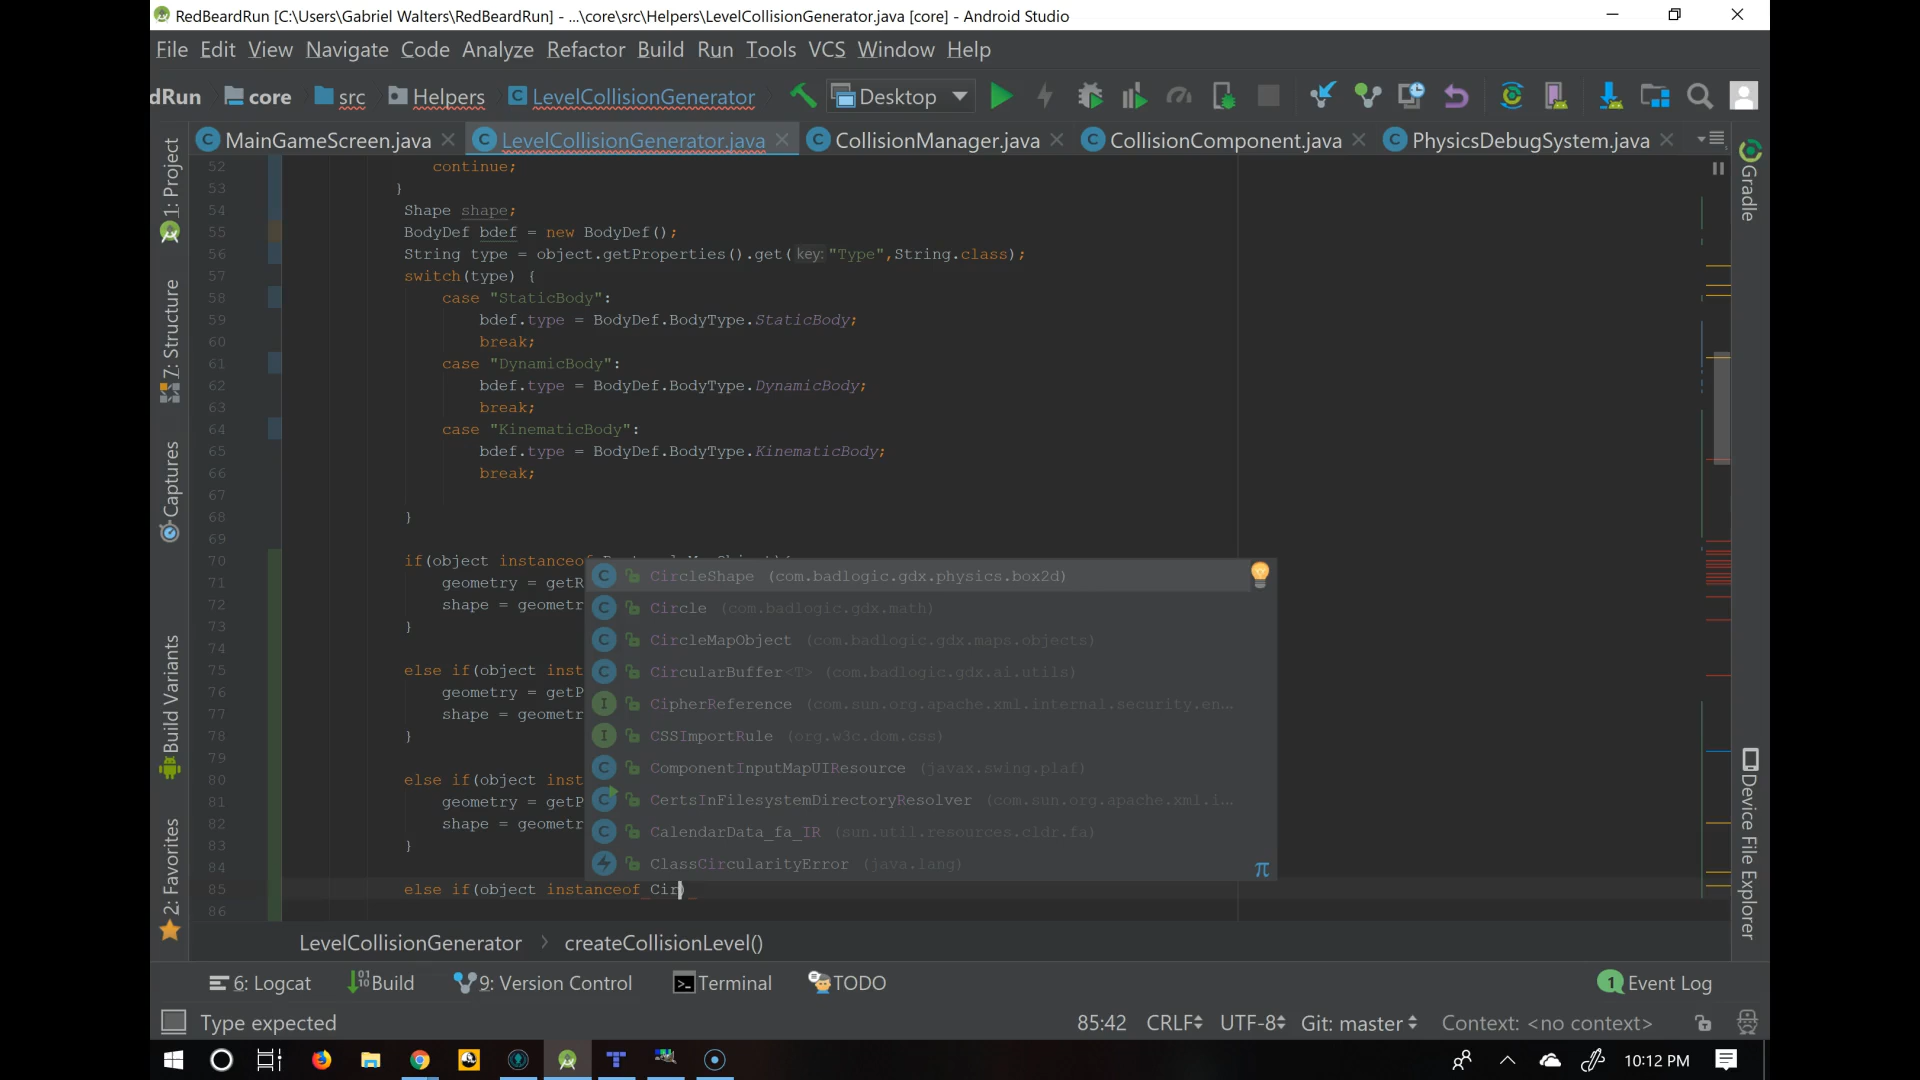 RedBeardRun [C:\Users\Gabriel Walters\RedBeardRun] - ...\core\src\Helpers\LevelCollisionGenerator.java [core] - Android Studio
File Edit View Navigate Code Analyze Refactor Build Run Tools VCS Window Help
dRun core src Helpers LevelCollisionGenerator Desktop
MainGameScreen.java LevelCollisionGenerator.java CollisionManager.java CollisionComponent.java PhysicsDebugSystem.java
1: Project
7: Structure
Captures
Build Variants
2: Favorites
Gradle
Device File Explorer
52 continue;
53 }
54 Shape shape;
55 BodyDef bdef = new BodyDef();
56 String type = object.getProperties().get( key: "Type",String.class);
57 switch(type) {
58 case "StaticBody":
59 bdef.type = BodyDef.BodyType.StaticBody;
60 break;
61 case "DynamicBody":
62 bdef.type = BodyDef.BodyType.DynamicBody;
63 break;
64 case "KinematicBody":
65 bdef.type = BodyDef.BodyType.KinematicBody;
66 break;
67
68 }
69
70 if(object instanceof
71 geometry = getR
72 shape = geometr
73 }
74
75 else if(object inst
76 geometry = getP
77 shape = geometr
78 }
79
80 else if(object inst
81 geometry = getP
82 shape = geometr
83 }
84
85 else if(object instanceof Cir)
86
CircleShape (com.badlogic.gdx.physics.box2d)
Circle (com.badlogic.gdx.math)
CircleMapObject (com.badlogic.gdx.maps.objects)
CircularBuffer<T> (com.badlogic.gdx.ai.utils)
CipherReference (com.sun.org.apache.xml.internal.security.en...
CSSImportRule (org.w3c.dom.css)
ComponentInputMapUIResource (javax.swing.plaf)
CertsInFilesystemDirectoryResolver (com.sun.org.apache.xml.i...
CalendarData_fa_IR (sun.util.resources.cldr.fa)
ClassCircularityError (java.lang)
π
LevelCollisionGenerator > createCollisionLevel()
6: Logcat Build 9: Version Control Terminal TODO 1 Event Log
Type expected 85:42 CRLF UTF-8 Git: master Context: <no context>
10:12 PM